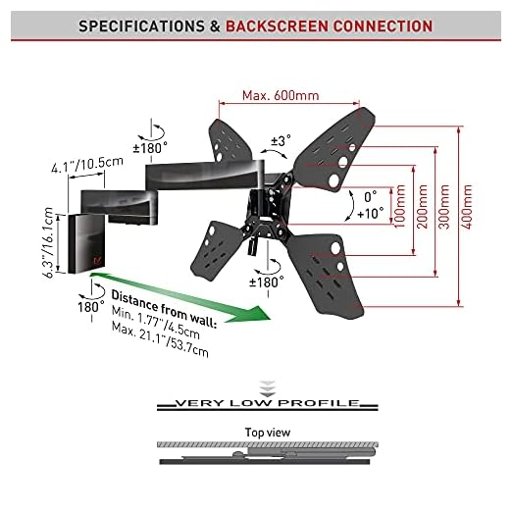 SPECIFICATIONS & BACKSCREEN CONNECTION
Max. 600mm
±180°
±3°
4.1"/10.5cm
0°
+10°
100mm
200mm
300mm
400mm
6.3"/16.1cm
±180°
180°
Distance from wall:
Min. 1.77"/4.5cm
Max. 21.1"/53.7cm
VERY LOW PROFILE
Top view